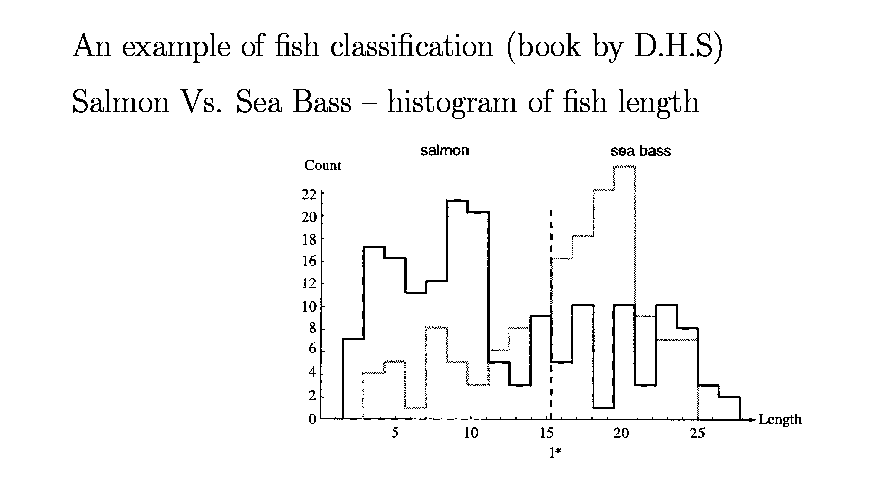 An example of fish classification (book by D.H.S)
Salmon Vs. Sea Bass – histogram of fish length
salmon
sea bass
Count
22
20
18
16
12
10
8
6
4
2
0
5
10
15
20
25
Length
l*